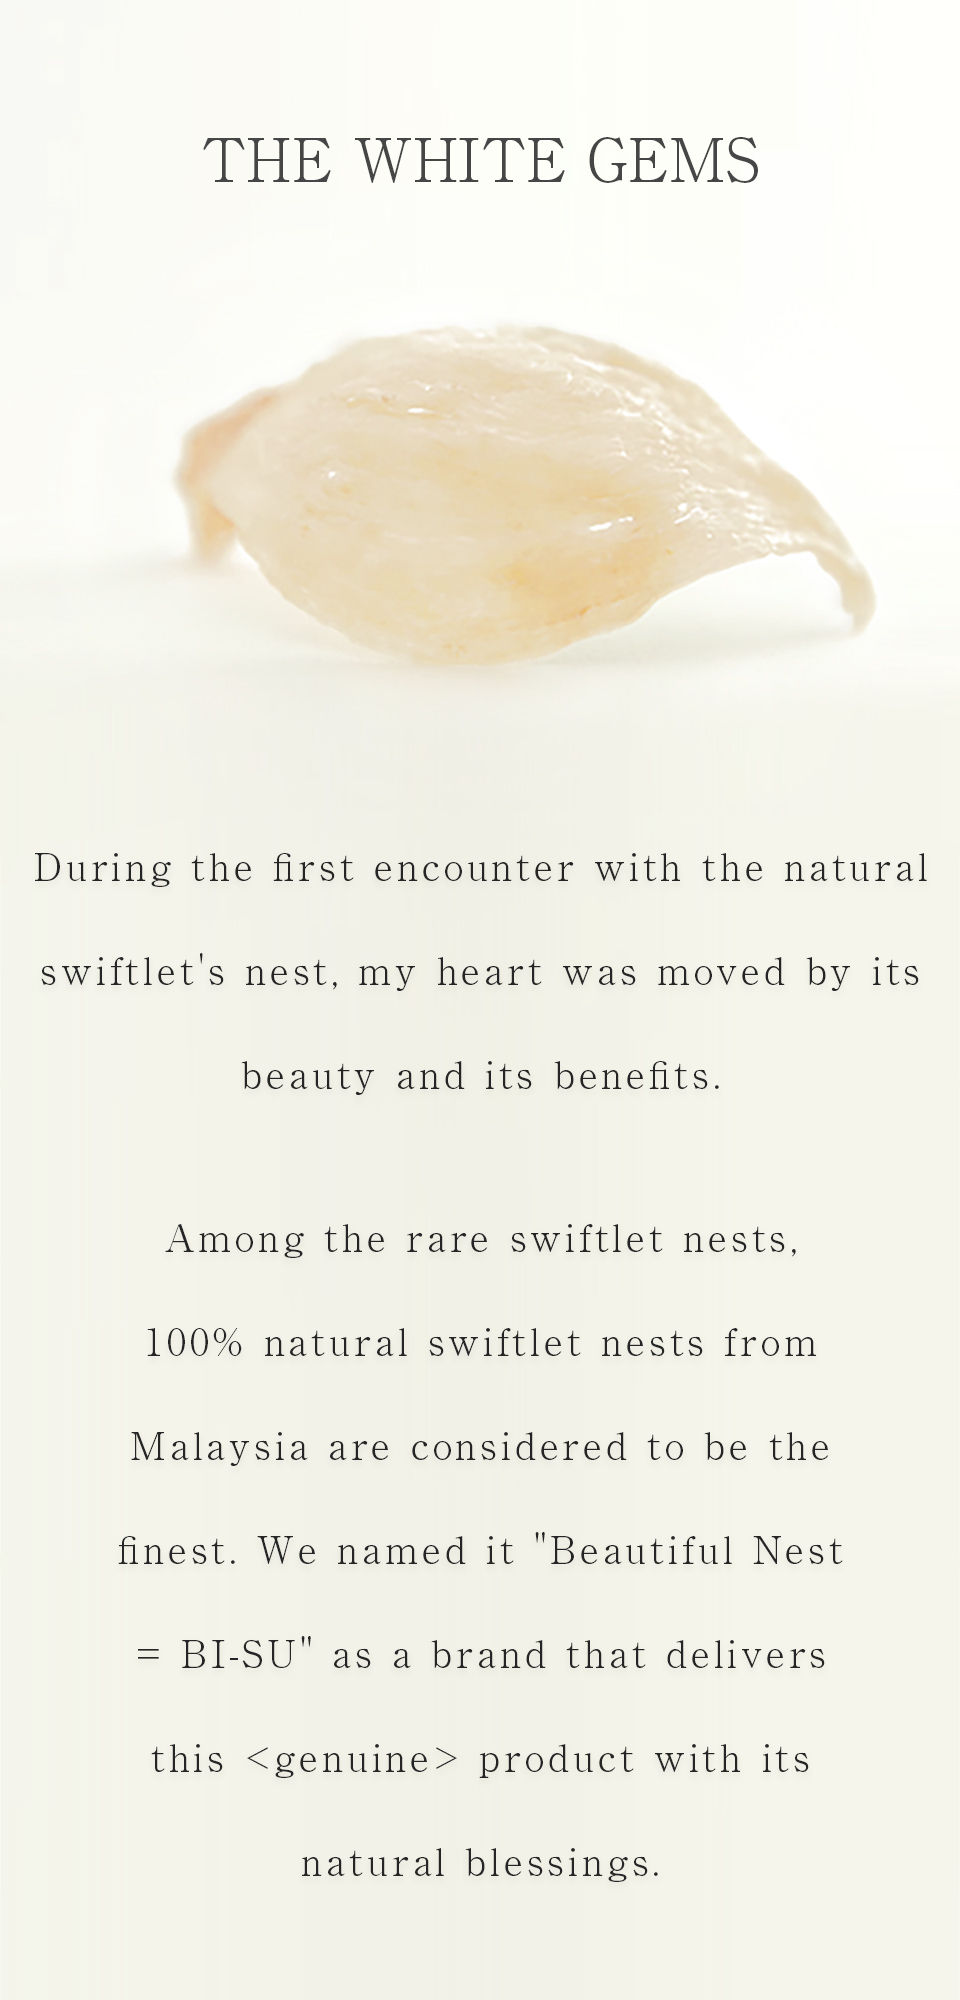 THE WHITE GEMS
During the first encounter with the natural
swiftlet's nest, my heart was moved by its
beauty and its benefits.
Among the rare swiftlet nests,
100% natural swiftlet nests from
Malaysia are considered to be the
finest. We named it "Beautiful Nest
= BI-SU" as a brand that delivers
this <genuine> product with its
natural blessings.